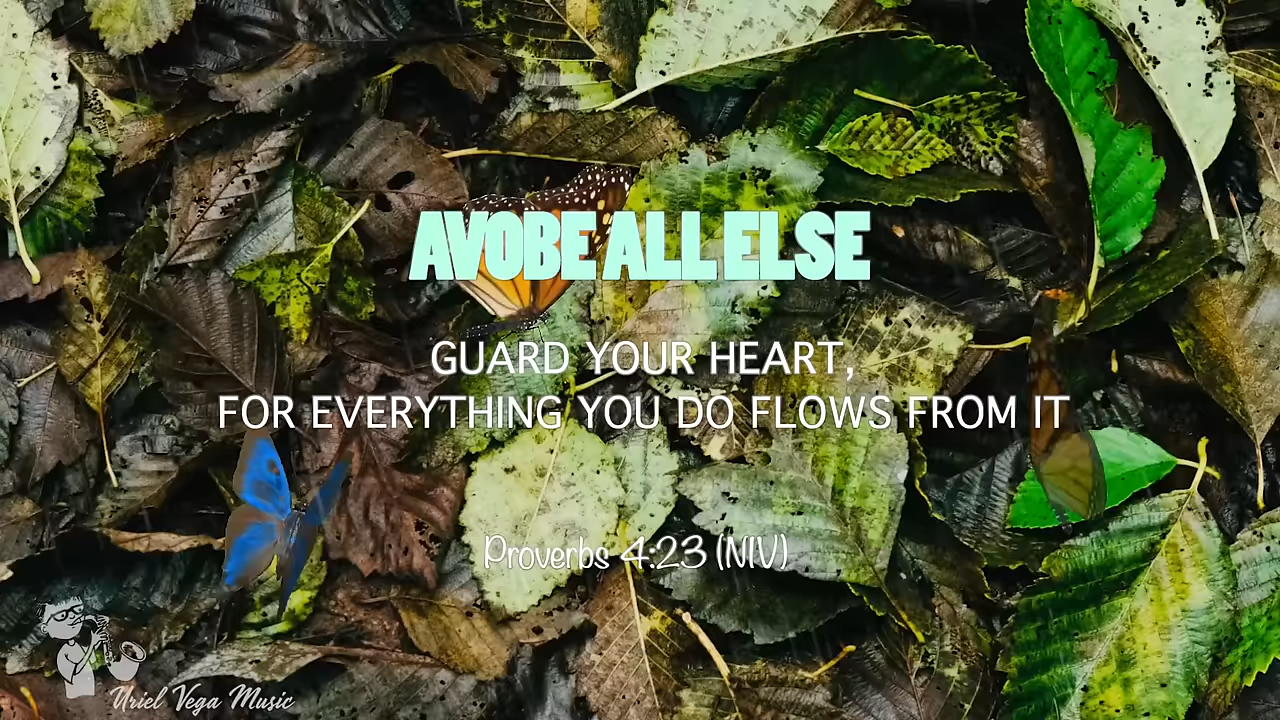 AVOBE ALL ELSE
GUARD YOUR HEART,
FOR EVERYTHING YOU DO FLOWS FROM IT
Proverbs 4:23 (NIV)
Uriel Vega Music